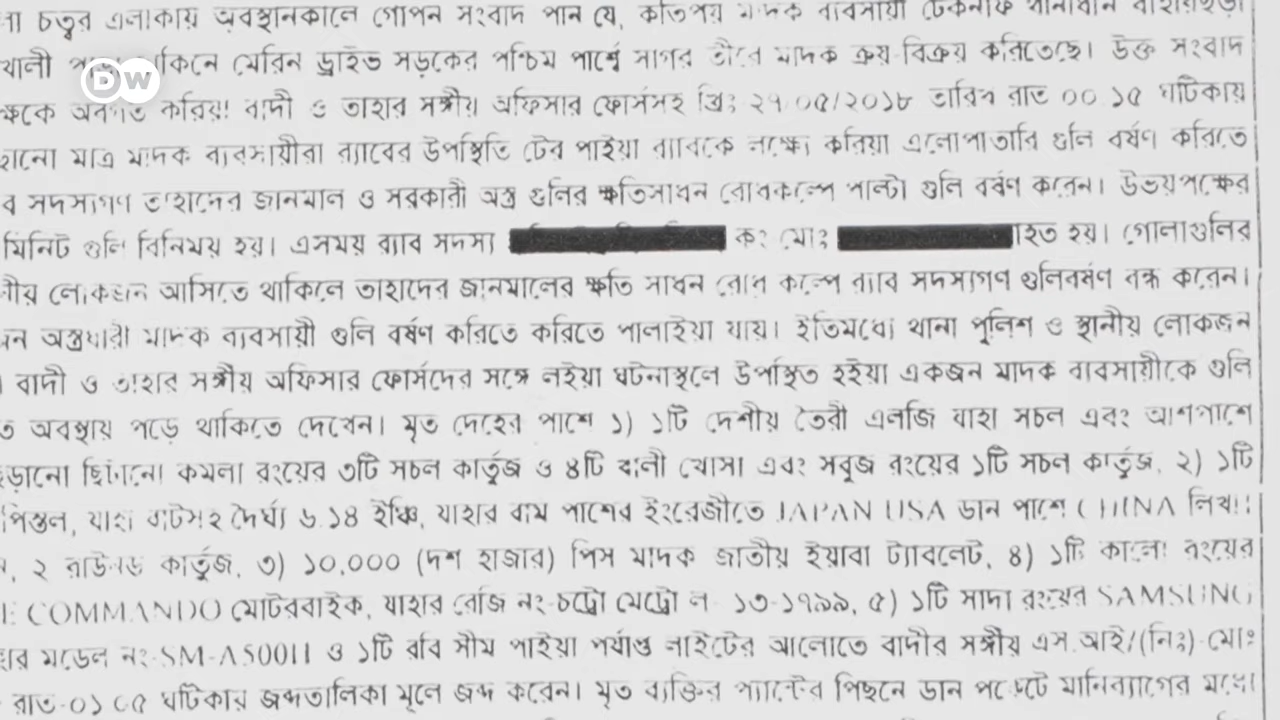 চত্বর এলাকায় অবস্থানকালে গোপন সংবাদ পান যে, কতিপয় মাদক ব্যবসায়ী টেকনাফ থানাধীন বাহারছড়া
DW
খালী মেরিন ড্রাইভ সড়কের পশ্চিম পার্শ্বে সাগর তীরে মাদক ক্রয়-বিক্রয় করিতেছে। উক্ত সংবাদ
ক্ষকে অবগত করিয়া বাদী ও তাহার সঙ্গীয় অফিসার ফোর্সসহ খ্রিঃ ২৭/০৫/২০১৮ তারিখ রাত ০০.১৫ ঘটিকায়
মাত্র মাদক ব্যবসায়ীরা র‍্যাবের উপস্থিতি টের পাইয়া র‍্যাবকে লক্ষ্য করিয়া এলোপাতারি গুলি বর্ষণ করিতে
ব সদস্যগণ তাহাদের জানমাল ও সরকারী অস্ত্র গুলির ক্ষতিসাধন রোধকল্পে পাল্টা গুলি বর্ষণ করেন। উভয়পক্ষের
মিনিট গুলি বিনিময় হয়। এসময় র‍্যাব সদস্য কং মোঃ হিত হয়। গোলাগুলির
নীয় লোকজন আসিতে থাকিলে তাহাদের জানমালের ক্ষতি সাধন রোধ কল্পে র‍্যাব সদস্যগণ গুলিবর্ষণ বন্ধ করেন।
অস্ত্রধারী মাদক ব্যবসায়ী গুলি বর্ষণ করিতে করিতে পালাইয়া যায়। ইতিমধ্যে থানা পুলিশ ও স্থানীয় লোকজন
বাদী ও তাহার সঙ্গীয় অফিসার ফোর্সদের সঙ্গে লইয়া ঘটনাস্থলে উপস্থিত হইয়া একজন মাদক ব্যবসায়ীকে গুলি
ত অবস্থায় পড়ে থাকিতে দেখেন। মৃত দেহের পাশে ১) ১টি দেশীয় তৈরী এলজি যাহা সচল এবং আশপাশে
ছিটানো কমলা রংয়ের ৩টি সচল কার্তুজ ও ৪টি খালী খোসা এবং সবুজ রংয়ের ১টি সচল কার্তুজ, ২) ১টি
পিস্তল, যাহা বাটসহ দৈর্ঘ্য ৬.১৪ ইঞ্চি, যাহার বাম পাশের ইংরেজীতে JAPAN USA ডান পাশে CHINA লিখা
২ রাউন্ড কার্তুজ, ৩) ১০,০০০ (দশ হাজার) পিস মাদক জাতীয় ইয়াবা ট্যাবলেট, ৪) ১টি কালো রংয়ের
COMMANDO মোটরবাইক, যাহার রেজি নং-চট্টো মেট্রো ল- ১৩-১৭৯৯, ৫) ১টি সাদা রংয়ের SAMSUNG
হার মডেল নং-SM-A500H ও ১টি রবি সীম পাইয়া পর্যাপ্ত লাইটের আলোতে বাদীর সঙ্গীয় এস.আই/(নিঃ)-মোঃ
রাত-০১.০৫ ঘটিকার জব্দতালিকা মূলে জব্দ করেন। মৃত ব্যক্তির প্যান্টের পিছনে ডান পকেটে মানিব্যাগের মধ্যে